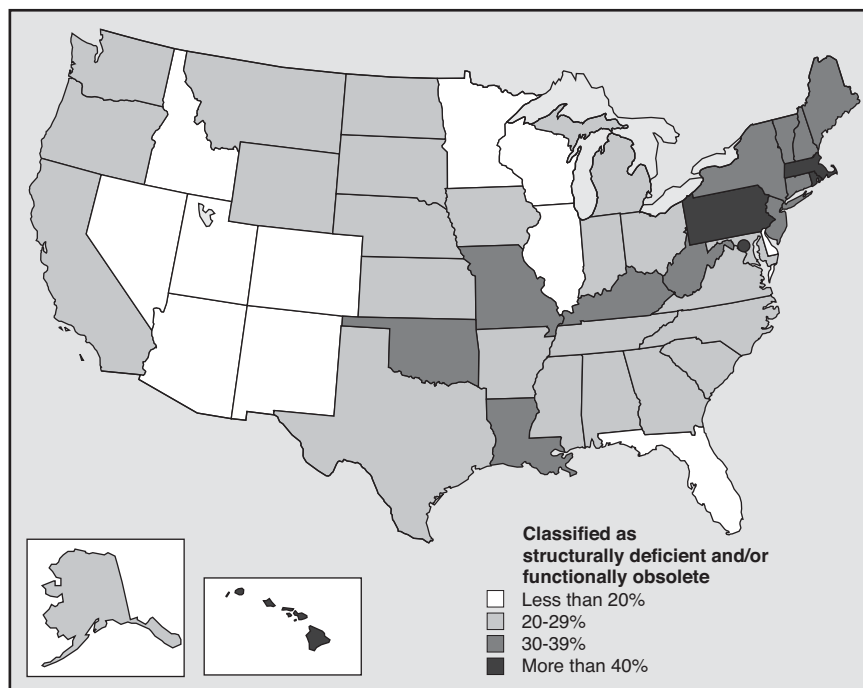 Classified as
structurally deficient and/or
functionally obsolete
Less than 20%
20-29%
30-39%
More than 40%